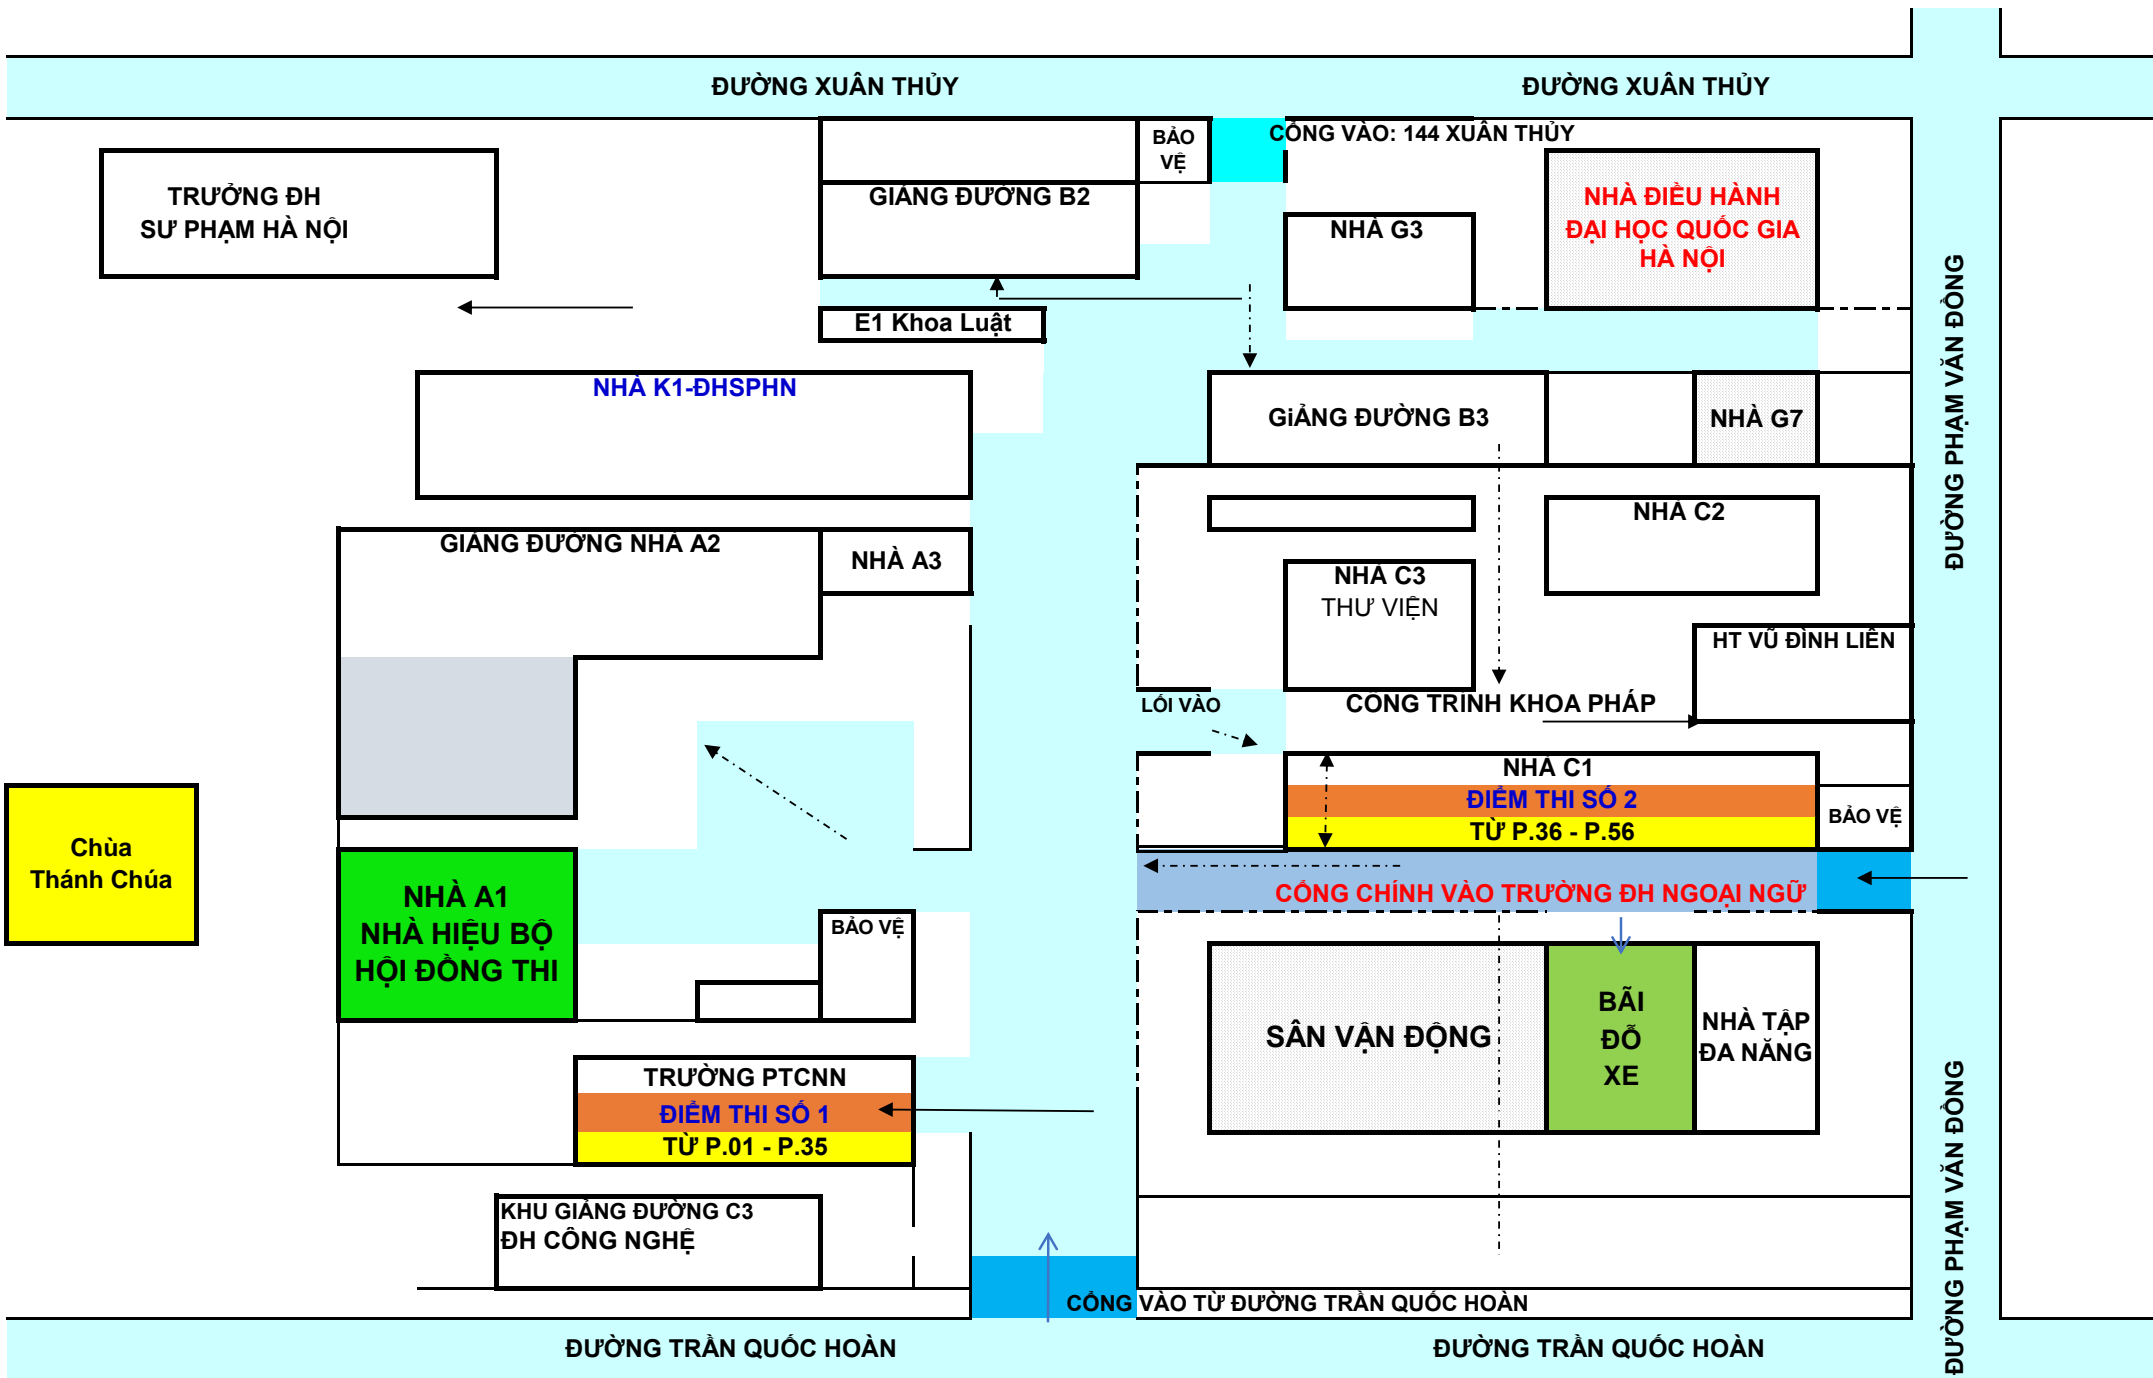 ĐƯỜNG XUÂN THỦY
ĐƯỜNG XUÂN THỦY
BẢO
VỆ
CỔNG VÀO: 144 XUÂN THỦY
TRƯỞNG ĐH
SƯ PHẠM HÀ NỘI
GIẢNG ĐƯỜNG B2
NHÀ G3
NHÀ ĐIỀU HÀNH
ĐẠI HỌC QUỐC GIA
HÀ NỘI
E1 Khoa Luật
ĐƯỜNG PHẠM VĂN ĐỒNG
NHÀ K1-ĐHSPHN
GiẢNG ĐƯỜNG B3
NHÀ G7
GIẢNG ĐƯỜNG NHÀ A2
NHÀ A3
NHÀ C2
NHÀ C3
THƯ VIỆN
HT VŨ ĐÌNH LIÊN
LỐI VÀO
CÔNG TRÌNH KHOA PHÁP
NHÀ C1
ĐIỂM THI SỐ 2
TỪ P.36 - P.56
BẢO VỆ
Chùa
Thánh Chúa
NHÀ A1
NHÀ HIỆU BỘ
HỘI ĐỒNG THI
CỔNG CHÍNH VÀO TRƯỜNG ĐH NGOẠI NGỮ
BẢO VỆ
SÂN VẬN ĐỘNG
BÃI
ĐỖ
XE
NHÀ TẬP
ĐA NĂNG
TRƯỜNG PTCNN
ĐIỂM THI SỐ 1
TỪ P.01 - P.35
ĐƯỜNG PHẠM VĂN ĐỒNG
KHU GIẢNG ĐƯỜNG C3
ĐH CÔNG NGHỆ
CỔNG VÀO TỪ ĐƯỜNG TRẦN QUỐC HOÀN
ĐƯỜNG TRẦN QUỐC HOÀN
ĐƯỜNG TRẦN QUỐC HOÀN